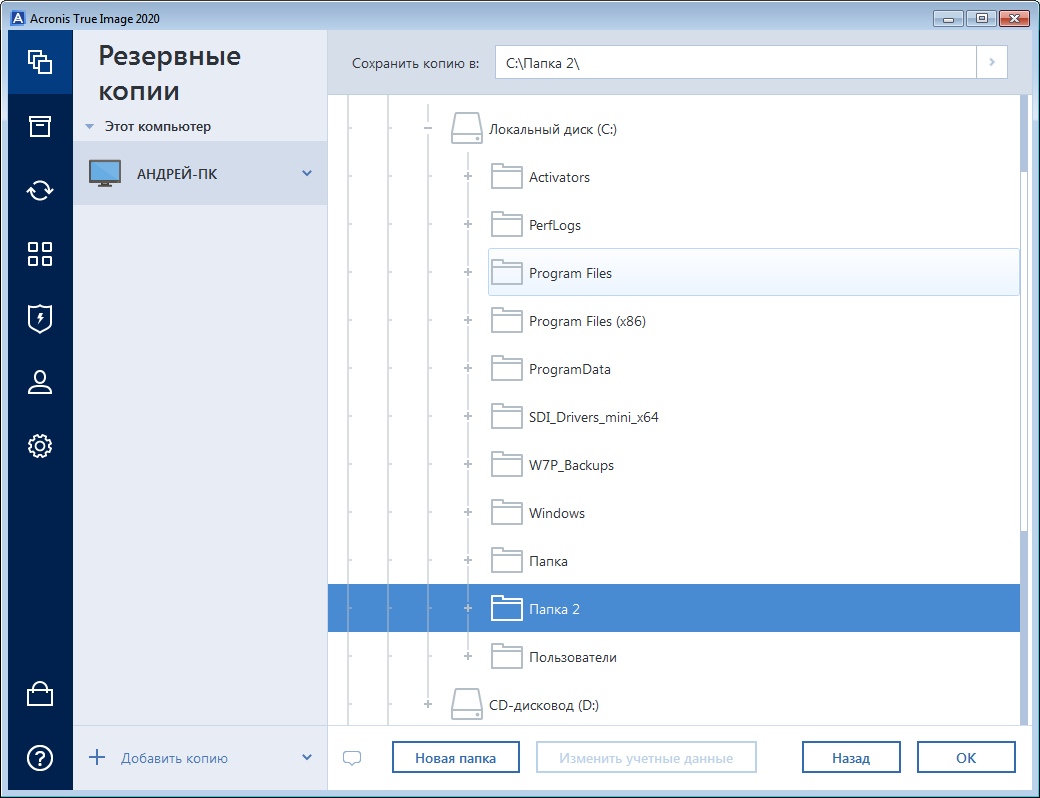 Acronis True Image 2020
Резервные
копии
Этот компьютер
АНДРЕЙ-ПК
Добавить копию
Сохранить копию в:
C:\Папка 2\
Локальный диск (C:)
Activators
PerfLogs
Program Files
Program Files (x86)
ProgramData
SDI_Drivers_mini_x64
W7P_Backups
Windows
Папка
Папка 2
Пользователи
CD-дисковод (D:)
Новая папка
Изменить учетные данные
Назад
ОК